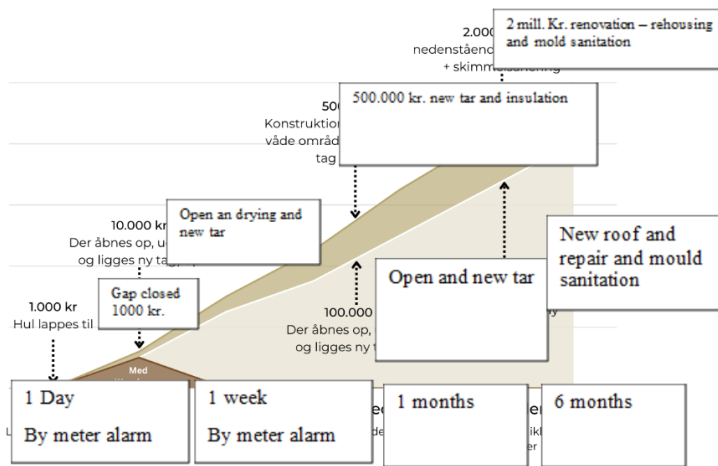 2.000
2 mill. Kr. renovation – rehousing
and mold sanitation
+ skimmelsanering
500.000 kr. new tar and insulation
våde områd
tag
10.000 kr
Der åbnes op, u
og ligges ny tag
Open an drying and
new tar
1.000 kr
Hul lappes til
Gap closed
1000 kr.
Med
100.000
Der åbnes op,
og ligges ny t
Open and new tar
New roof and
repair and mould
sanitation
1 Day
By meter alarm
1 week
By meter alarm
1 months
6 months